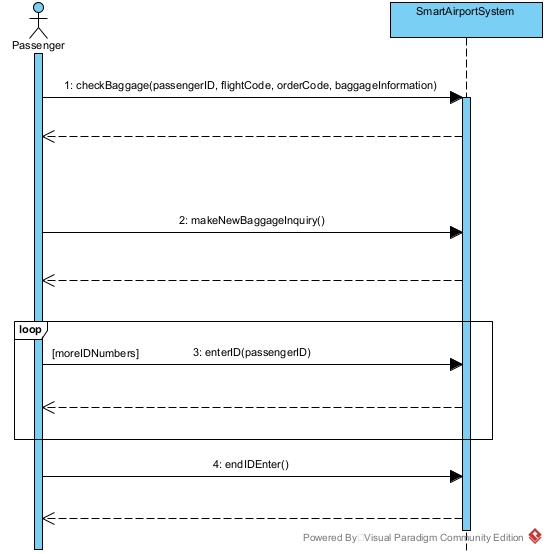 SmartAirportSystem
Passenger
1: checkBaggage(passengerID, flightCode, orderCode, baggageInformation)
2: makeNewBaggageInquiry()
loop
[moreIDNumbers]
3: enterID(passengerID)
4: endIDEnter()
Powered By Visual Paradigm Community Edition